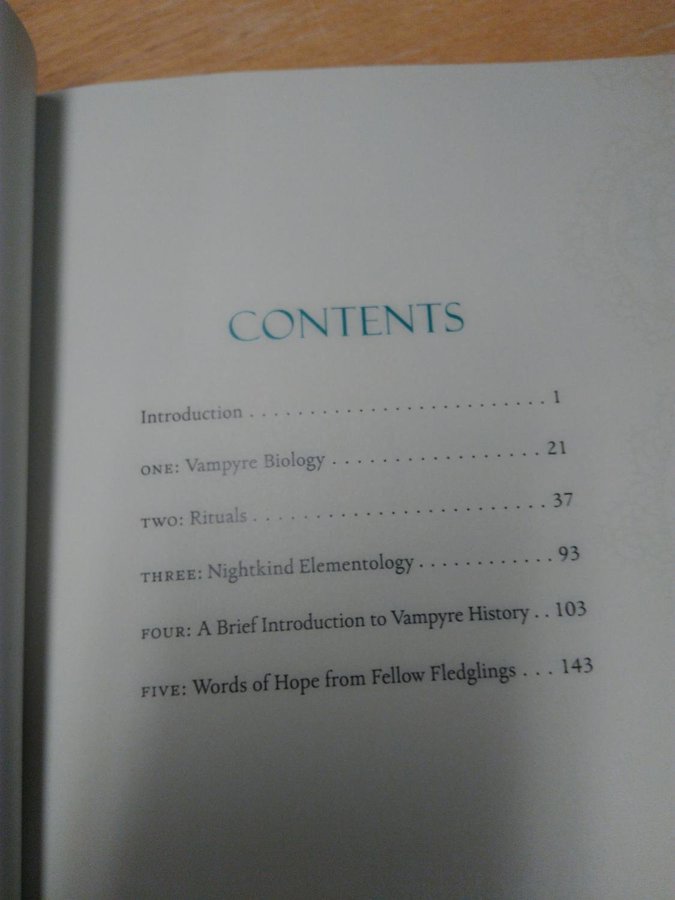 CONTENTS
Introduction . . . . . . . . . . . . . . . . . . . . . . . . . 1
ONE: Vampyre Biology . . . . . . . . . . . . . . . . . . 21
TWO: Rituals . . . . . . . . . . . . . . . . . . . . . . . . 37
THREE: Nightkind Elementology . . . . . . . . . . . . 93
FOUR: A Brief Introduction to Vampyre History . . 103
FIVE: Words of Hope from Fellow Fledglings . . . 143